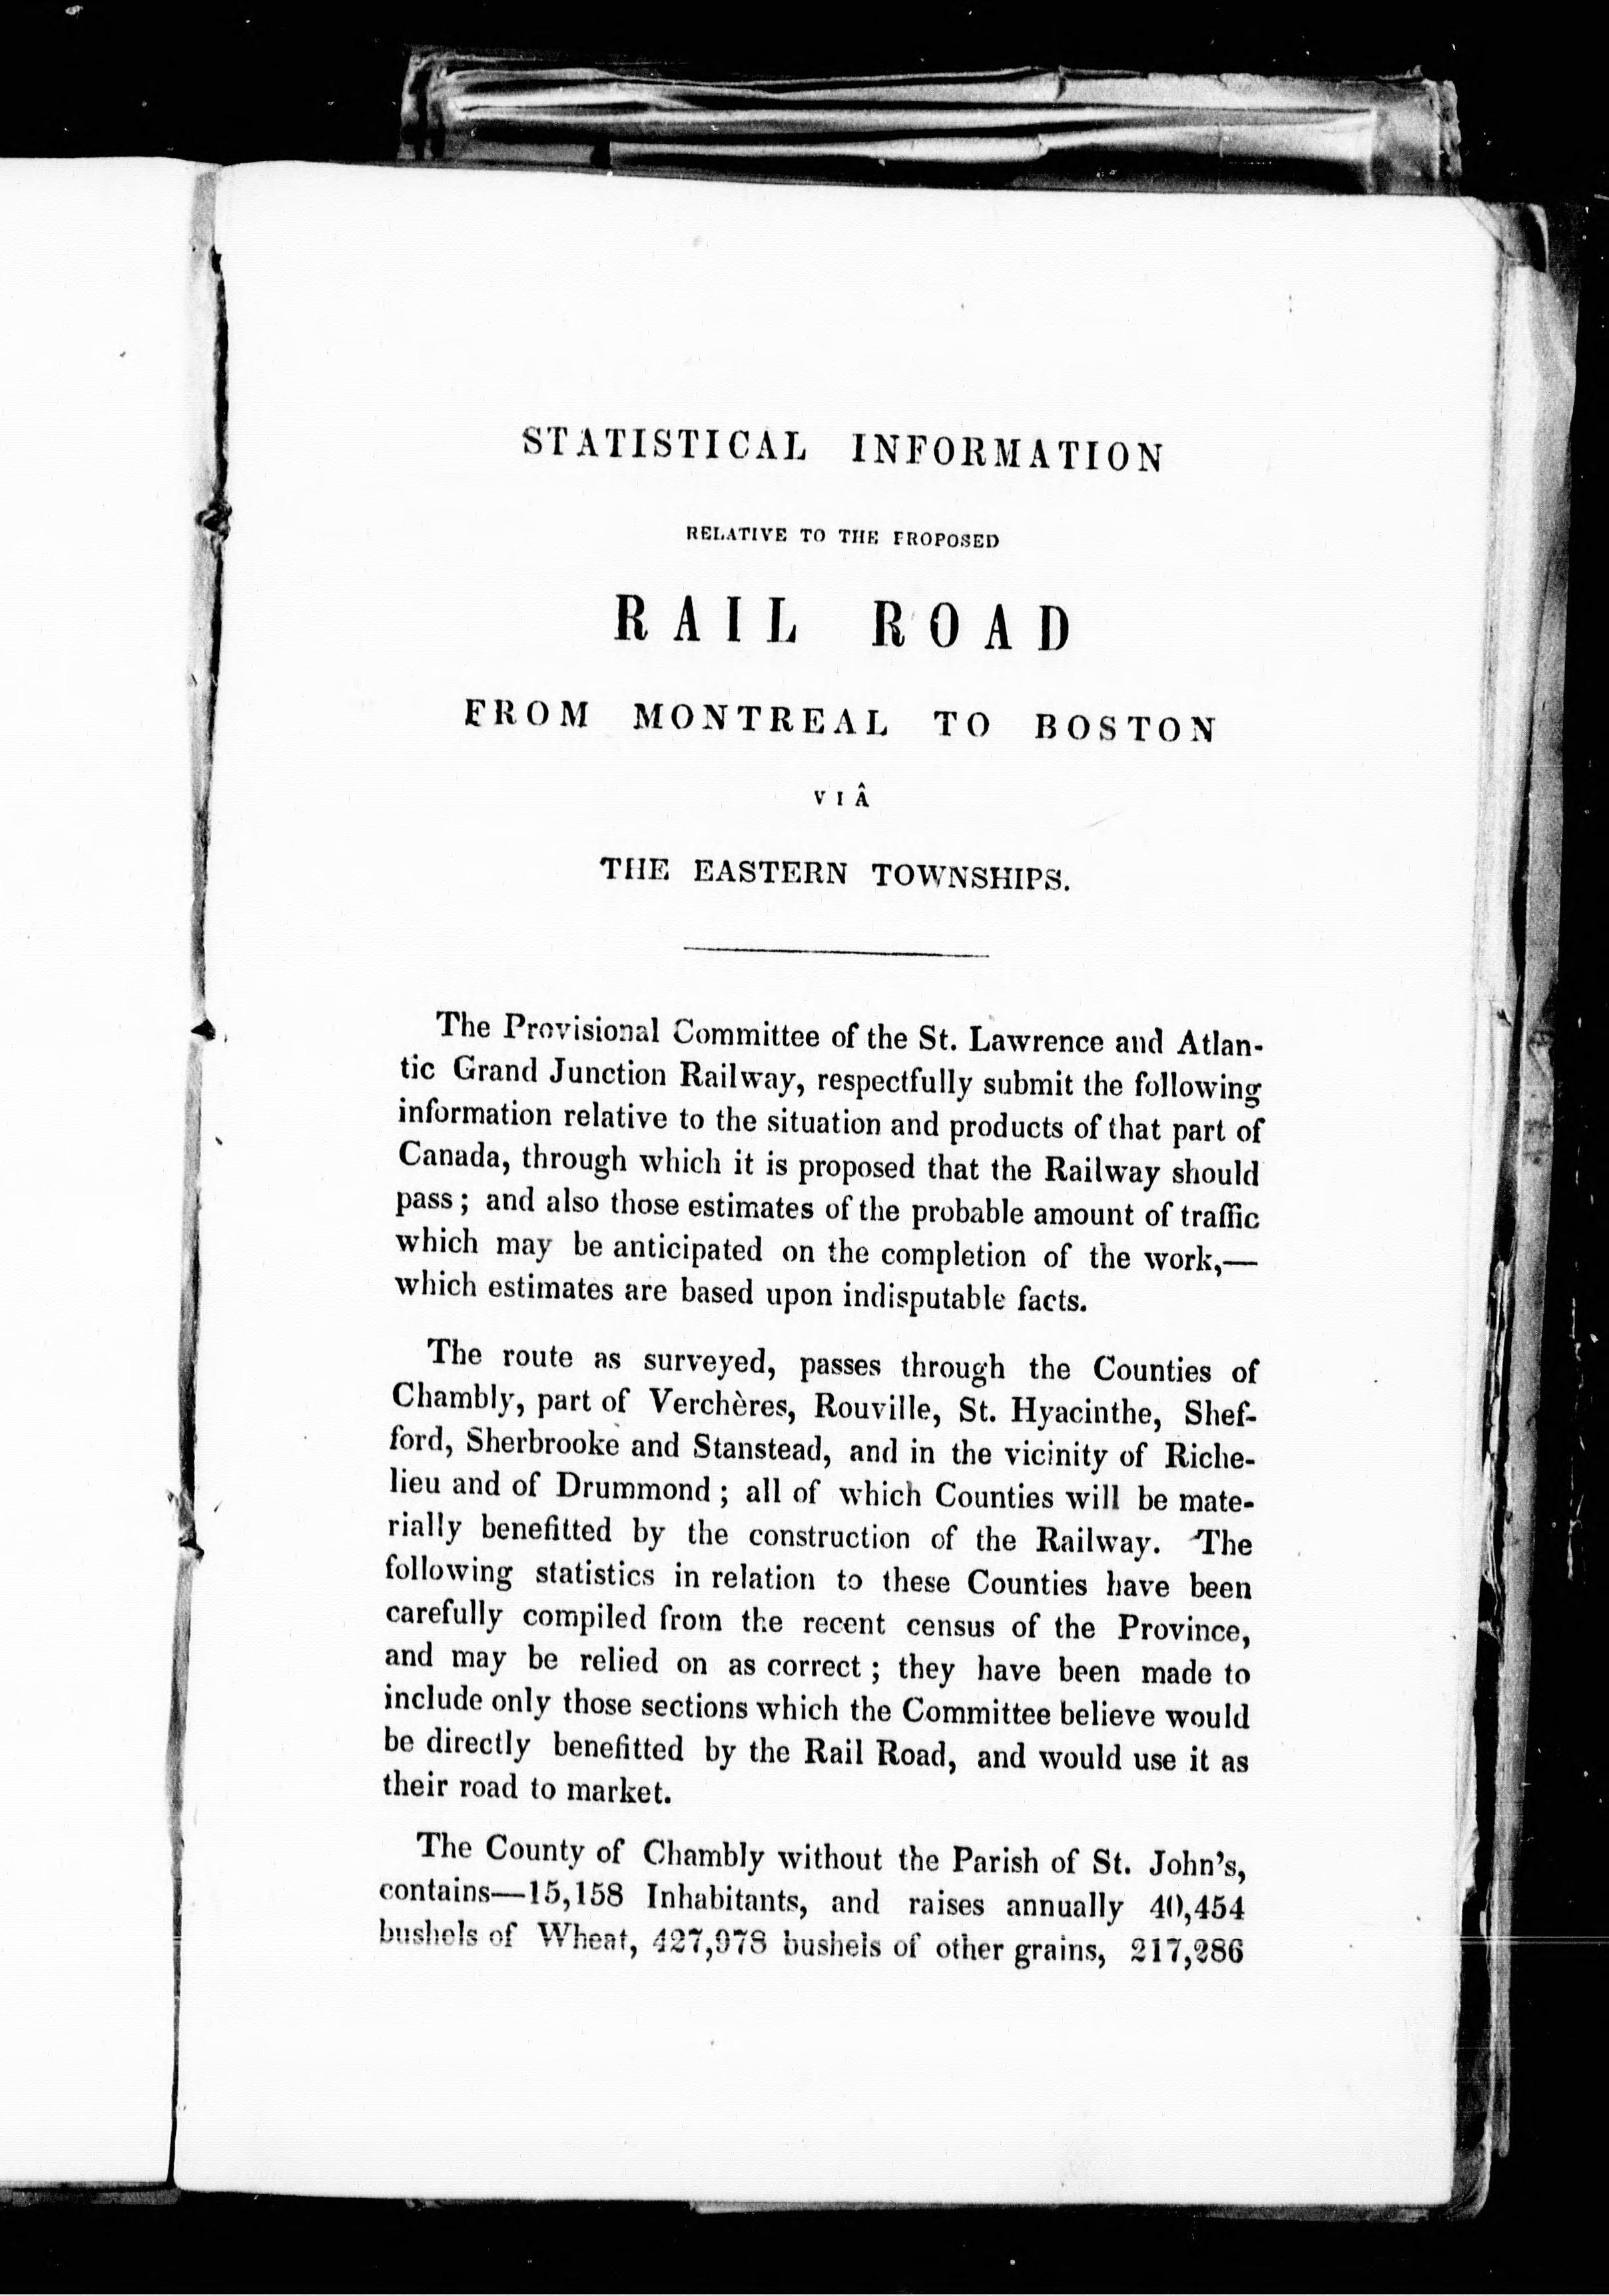 STATISTICAL INFORMATION
RELATIVE TO THE PROPOSED
RAIL ROAD
FROM MONTREAL TO BOSTON
VIÂ
THE EASTERN TOWNSHIPS.
The Provisional Committee of the St. Lawrence and Atlan-
tic Grand Junction Railway, respectfully submit the following
information relative to the situation and products of that part of
Canada, through which it is proposed that the Railway should
pass; and also those estimates of the probable amount of traffic
which may be anticipated on the completion of the work,—
which estimates are based upon indisputable facts.
The route as surveyed, passes through the Counties of
Chambly, part of Verchères, Rouville, St. Hyacinthe, Shef-
ford, Sherbrooke and Stanstead, and in the vicinity of Riche-
lieu and of Drummond; all of which Counties will be mate-
rially benefitted by the construction of the Railway. The
following statistics in relation to these Counties have been
carefully compiled from the recent census of the Province,
and may be relied on as correct; they have been made to
include only those sections which the Committee believe would
be directly benefitted by the Rail Road, and would use it as
their road to market.
The County of Chambly without the Parish of St. John's,
contains—15,158 Inhabitants, and raises annually 40,454
bushels of Wheat, 427,978 bushels of other grains, 217,286